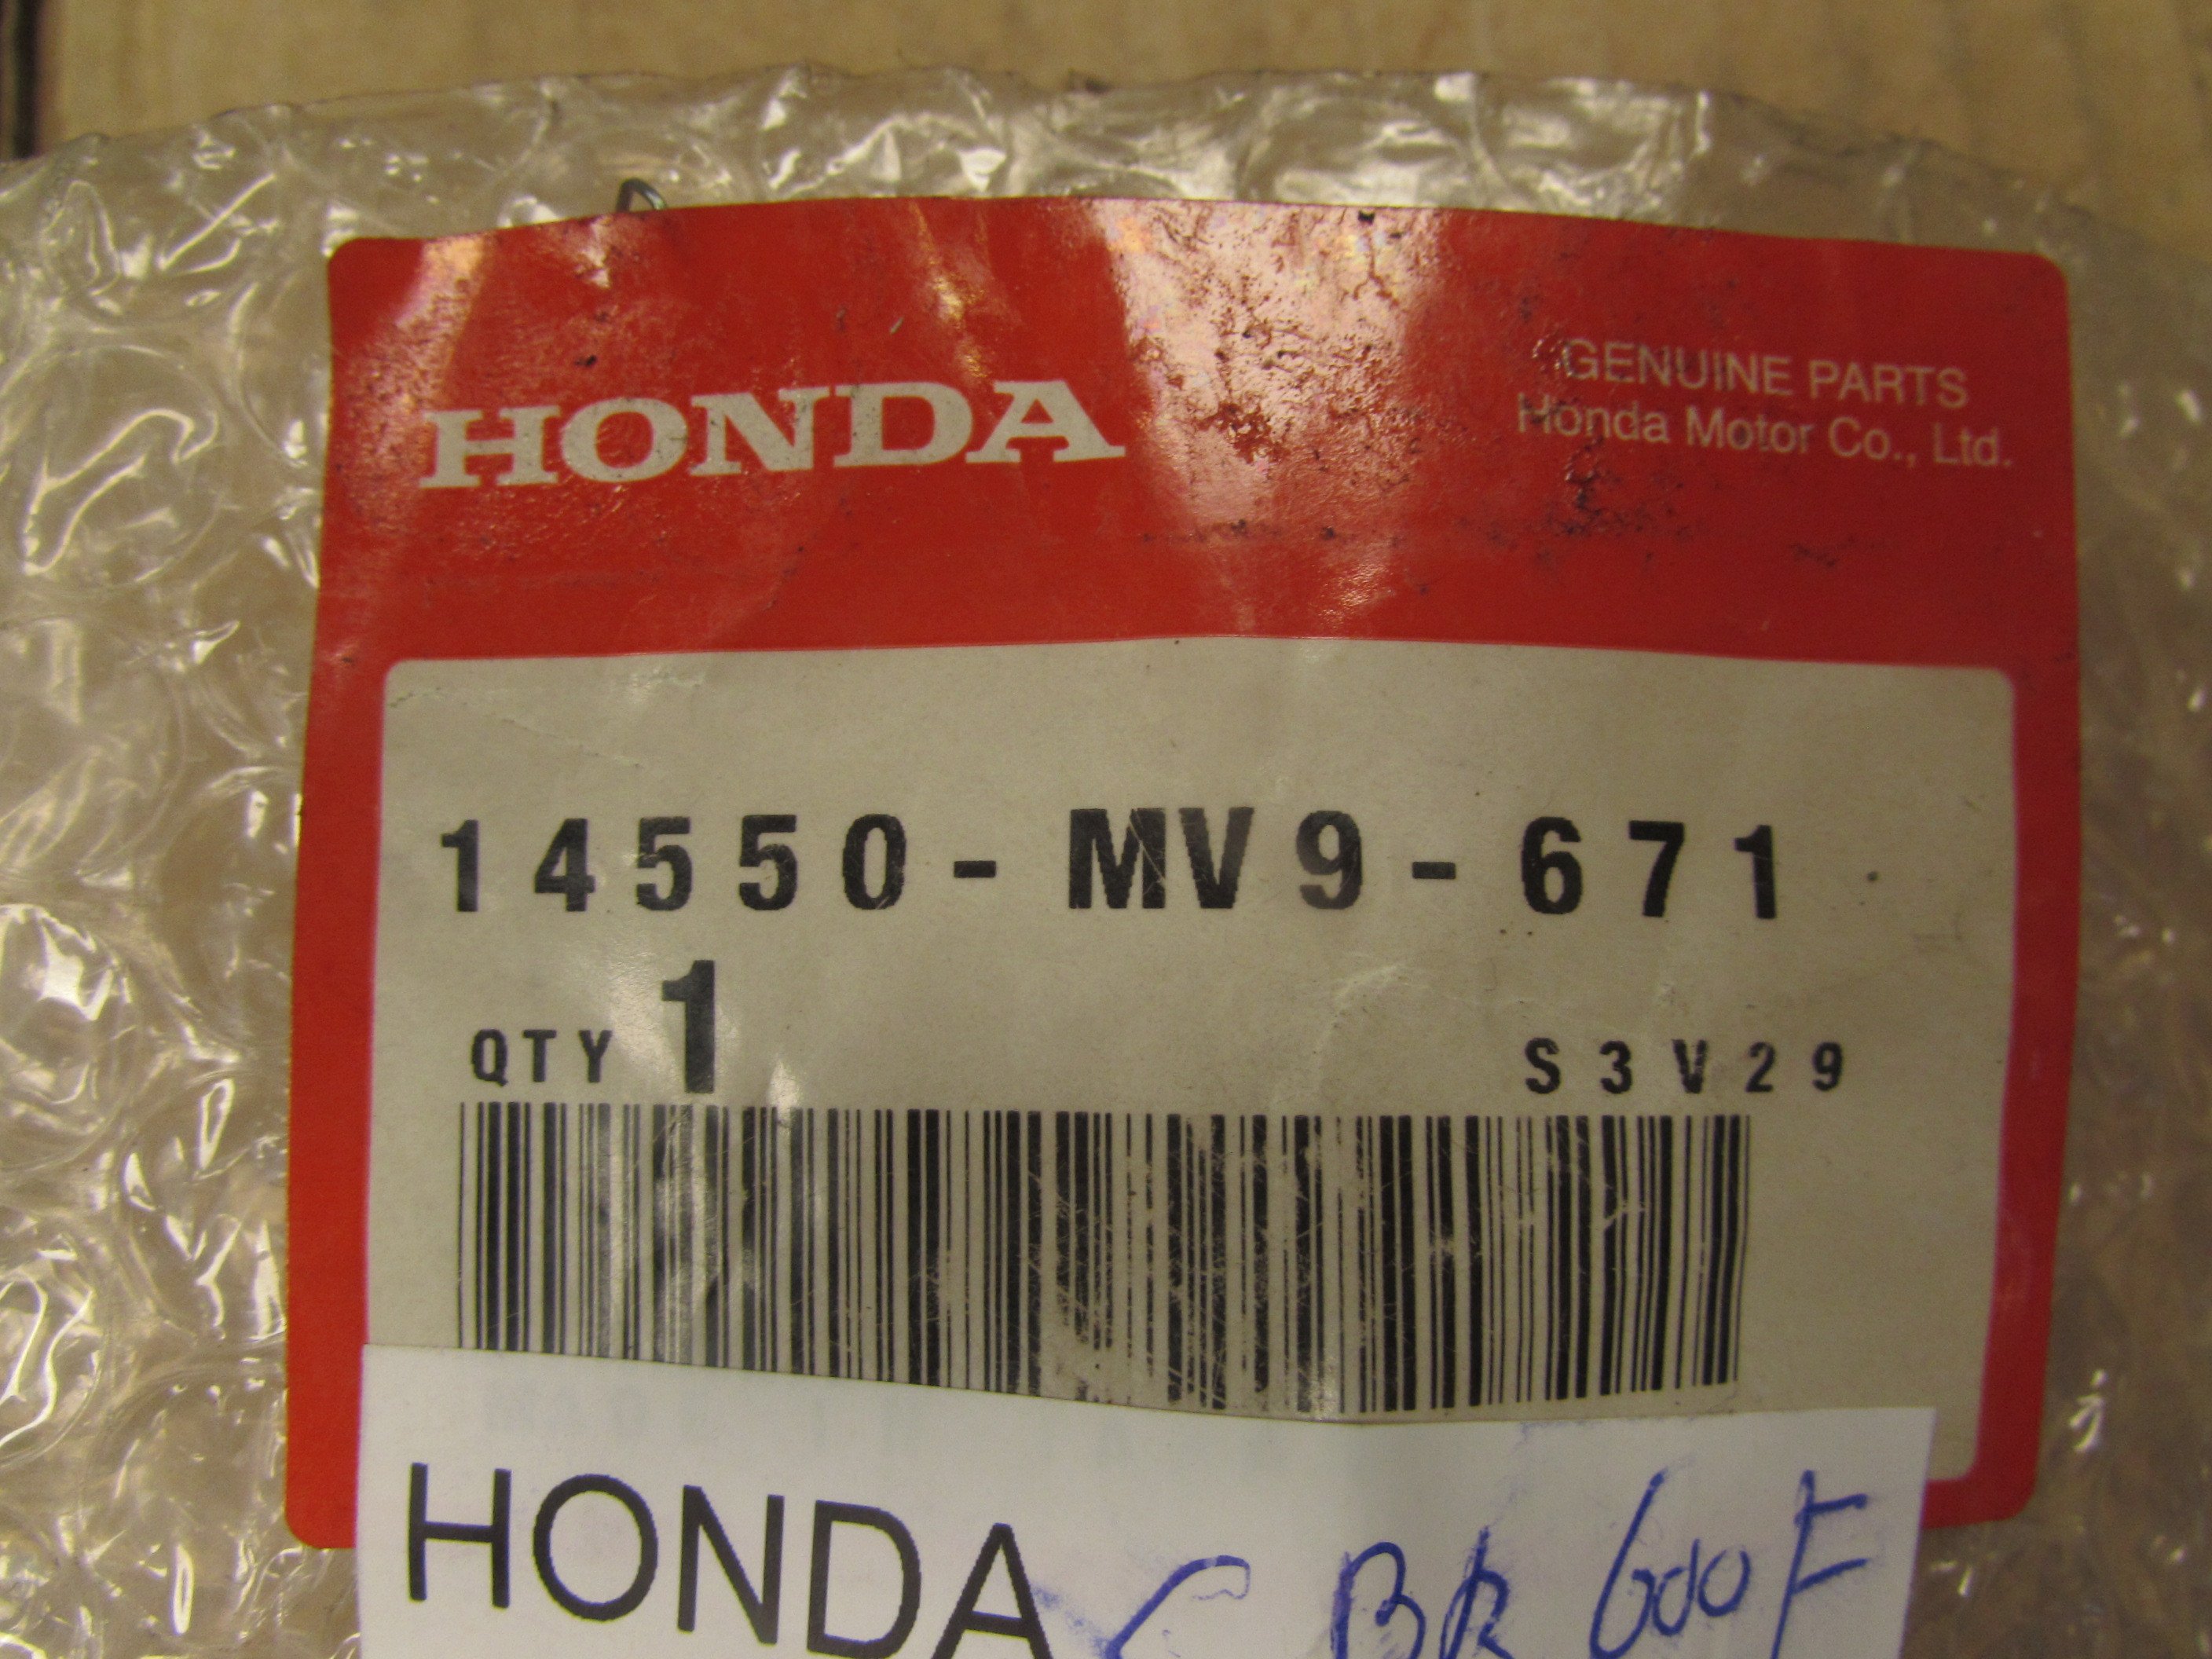 HONDA
GENUINE PARTS
Honda Motor Co., Ltd.
14550-MV9-671
QTY 1
S3V29
HONDA CBR 600F